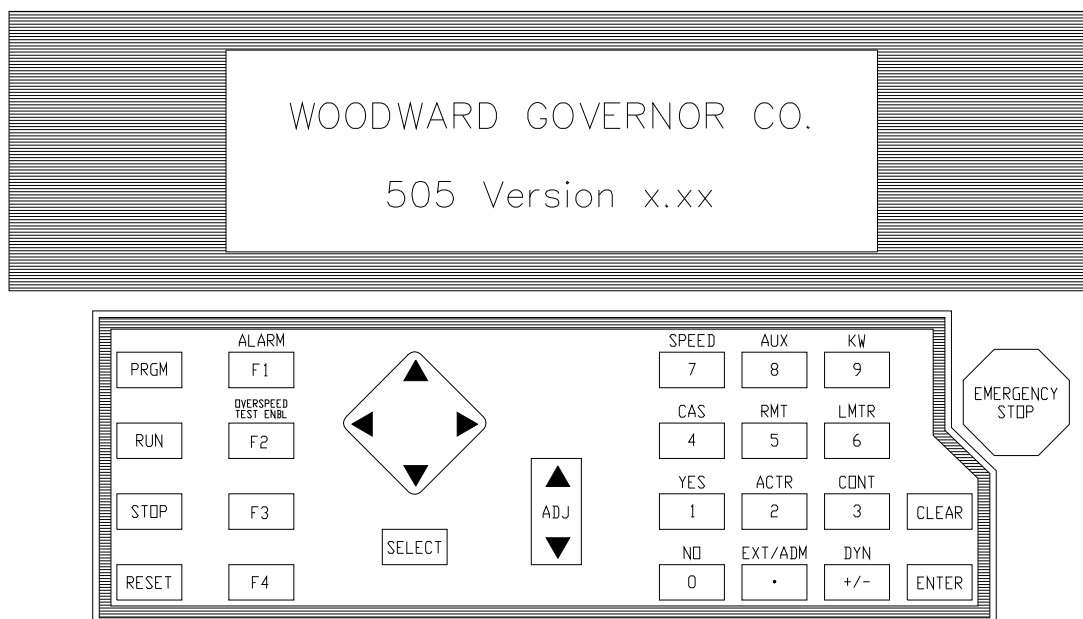 WOODWARD GOVERNOR CO.
505 Version x.xx
ALARM
SPEED AUX KW
PRGM F1 7 8 9
EMERGENCY
STOP
OVERSPEED
TEST ENBL
CAS RMT LMTR
RUN F2 4 5 6
YES ACTR CONT
STOP F3 ADJ 1 2 3 CLEAR
SELECT
NO EXT/ADM DYN
RESET F4 0 . +/- ENTER